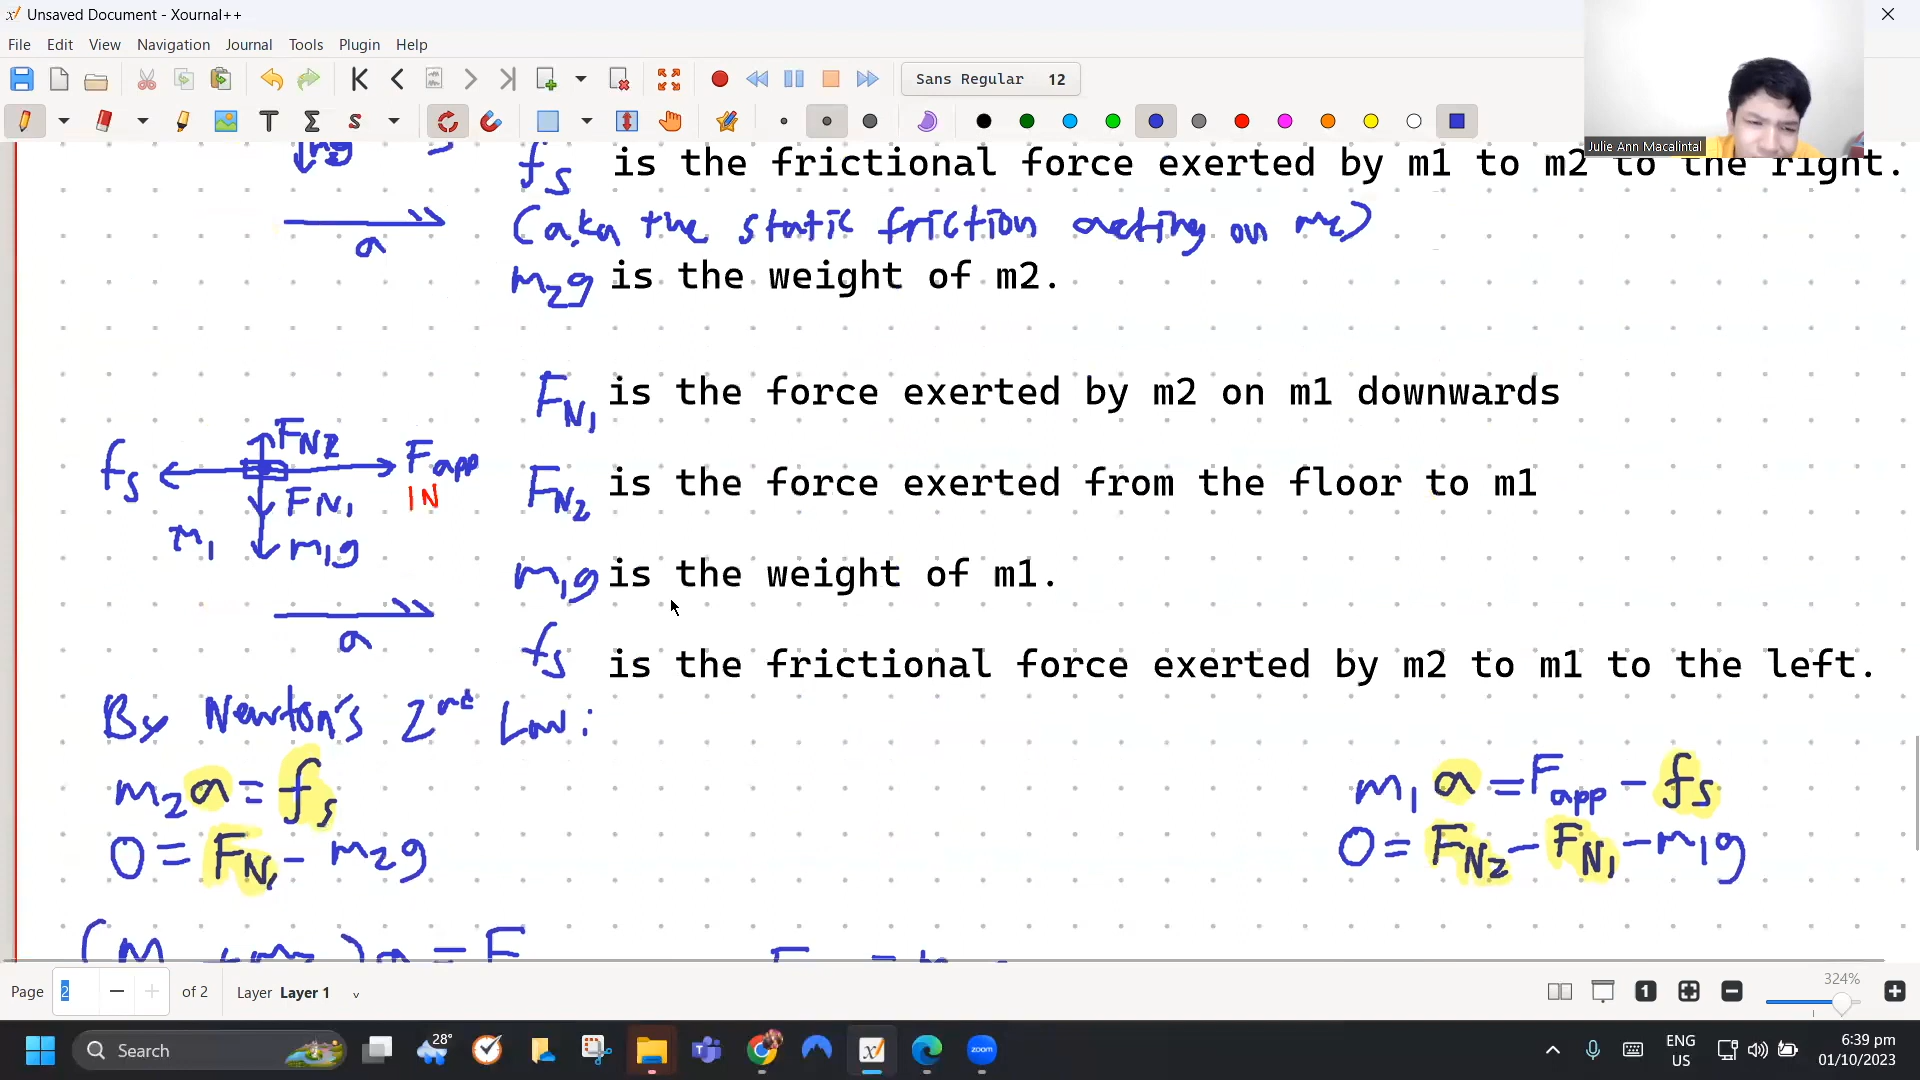 Unsaved Document - Xournal++
File Edit View Navigation Journal Tools Plugin Help
Sans Regular 12
Julie Ann Macalintal
m2g
fs is the frictional force exerted by m1 to m2 to the right.
a
(aka the static friction acting on m2)
m2g is the weight of m2.
FN1 is the force exerted by m2 on m1 downwards
fs FN2 Fapp
1N
FN1
m1 m1g
FN2 is the force exerted from the floor to m1
m1g is the weight of m1.
a
fs is the frictional force exerted by m2 to m1 to the left.
By Newton's 2nd Law:
m2a = fs
m1a = Fapp - fs
0 = FN1 - m2g
0 = FN2 - FN1 - m1g
Page 2 of 2 Layer Layer 1
324%
Search
28°
zoom
ENG
US
6:39 pm
01/10/2023